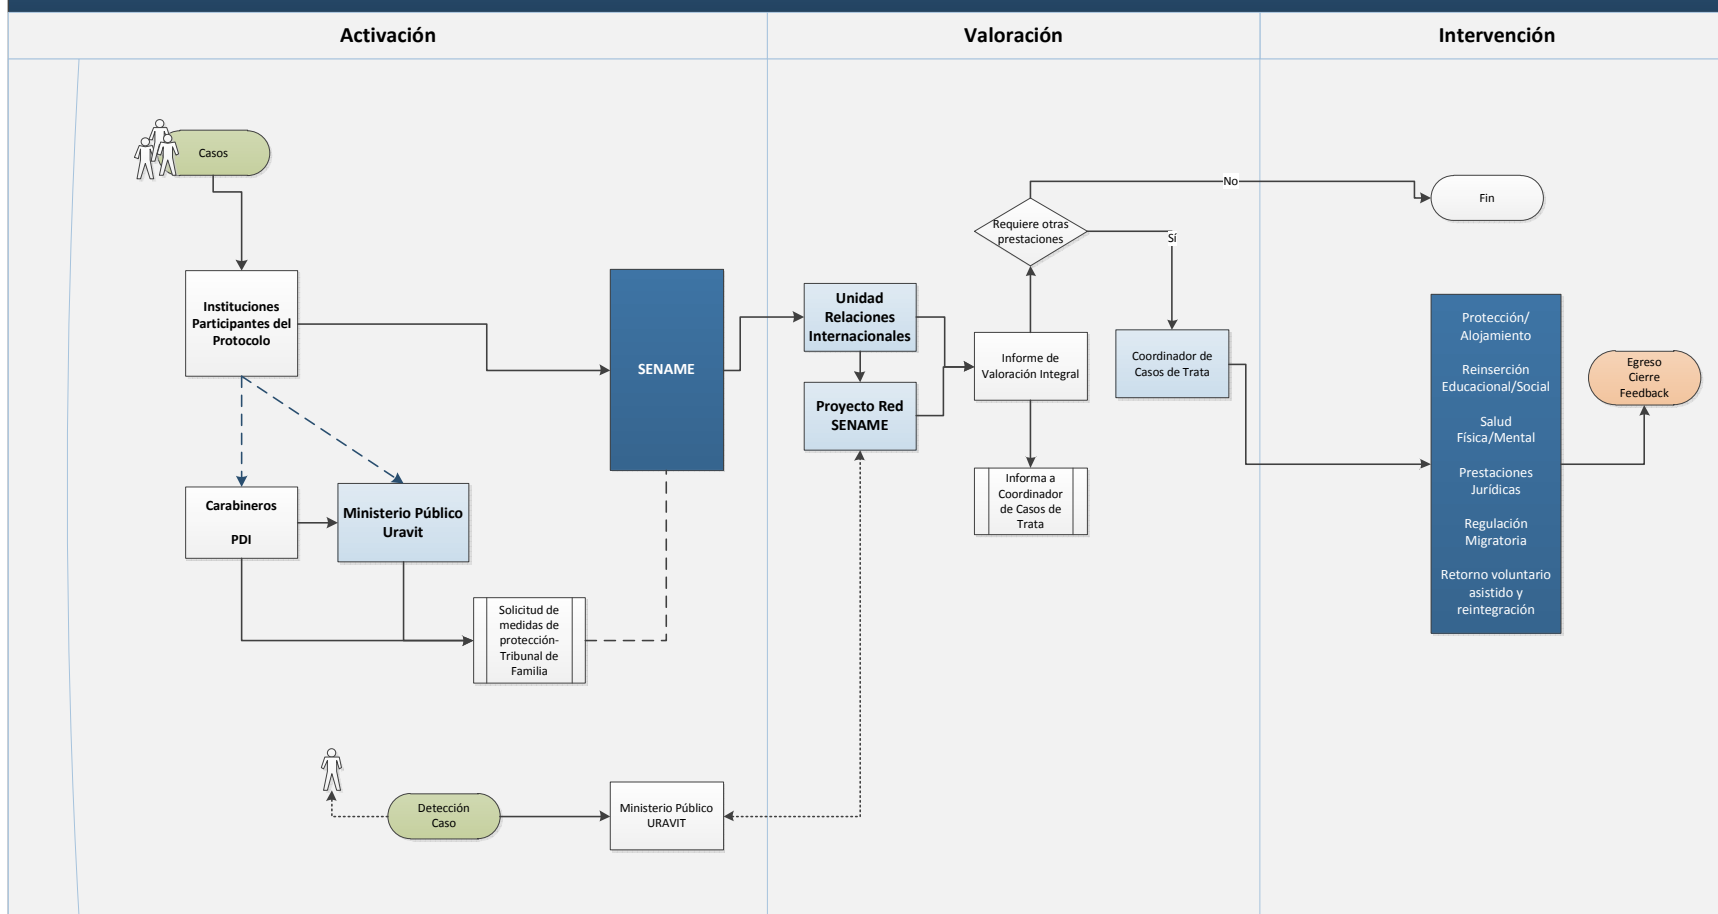 Activación
Valoración
Intervención
Casos
Instituciones
Participantes del
Protocolo
SENAME
Carabineros
PDI
Ministerio Público
Uravit
Solicitud de
medidas de
protección-
Tribunal de
Familia
Detección
Caso
Ministerio Público
URAVIT
Unidad
Relaciones
Internacionales
Proyecto Red
SENAME
Requiere otras
prestaciones
No
Sí
Informe de
Valoración Integral
Informa a
Coordinador
de Casos de
Trata
Coordinador de
Casos de Trata
Fin
Protección/
Alojamiento
Reinserción
Educacional/Social
Salud
Física/Mental
Prestaciones
Jurídicas
Regulación
Migratoria
Retorno voluntario
asistido y
reintegración
Egreso
Cierre
Feedback